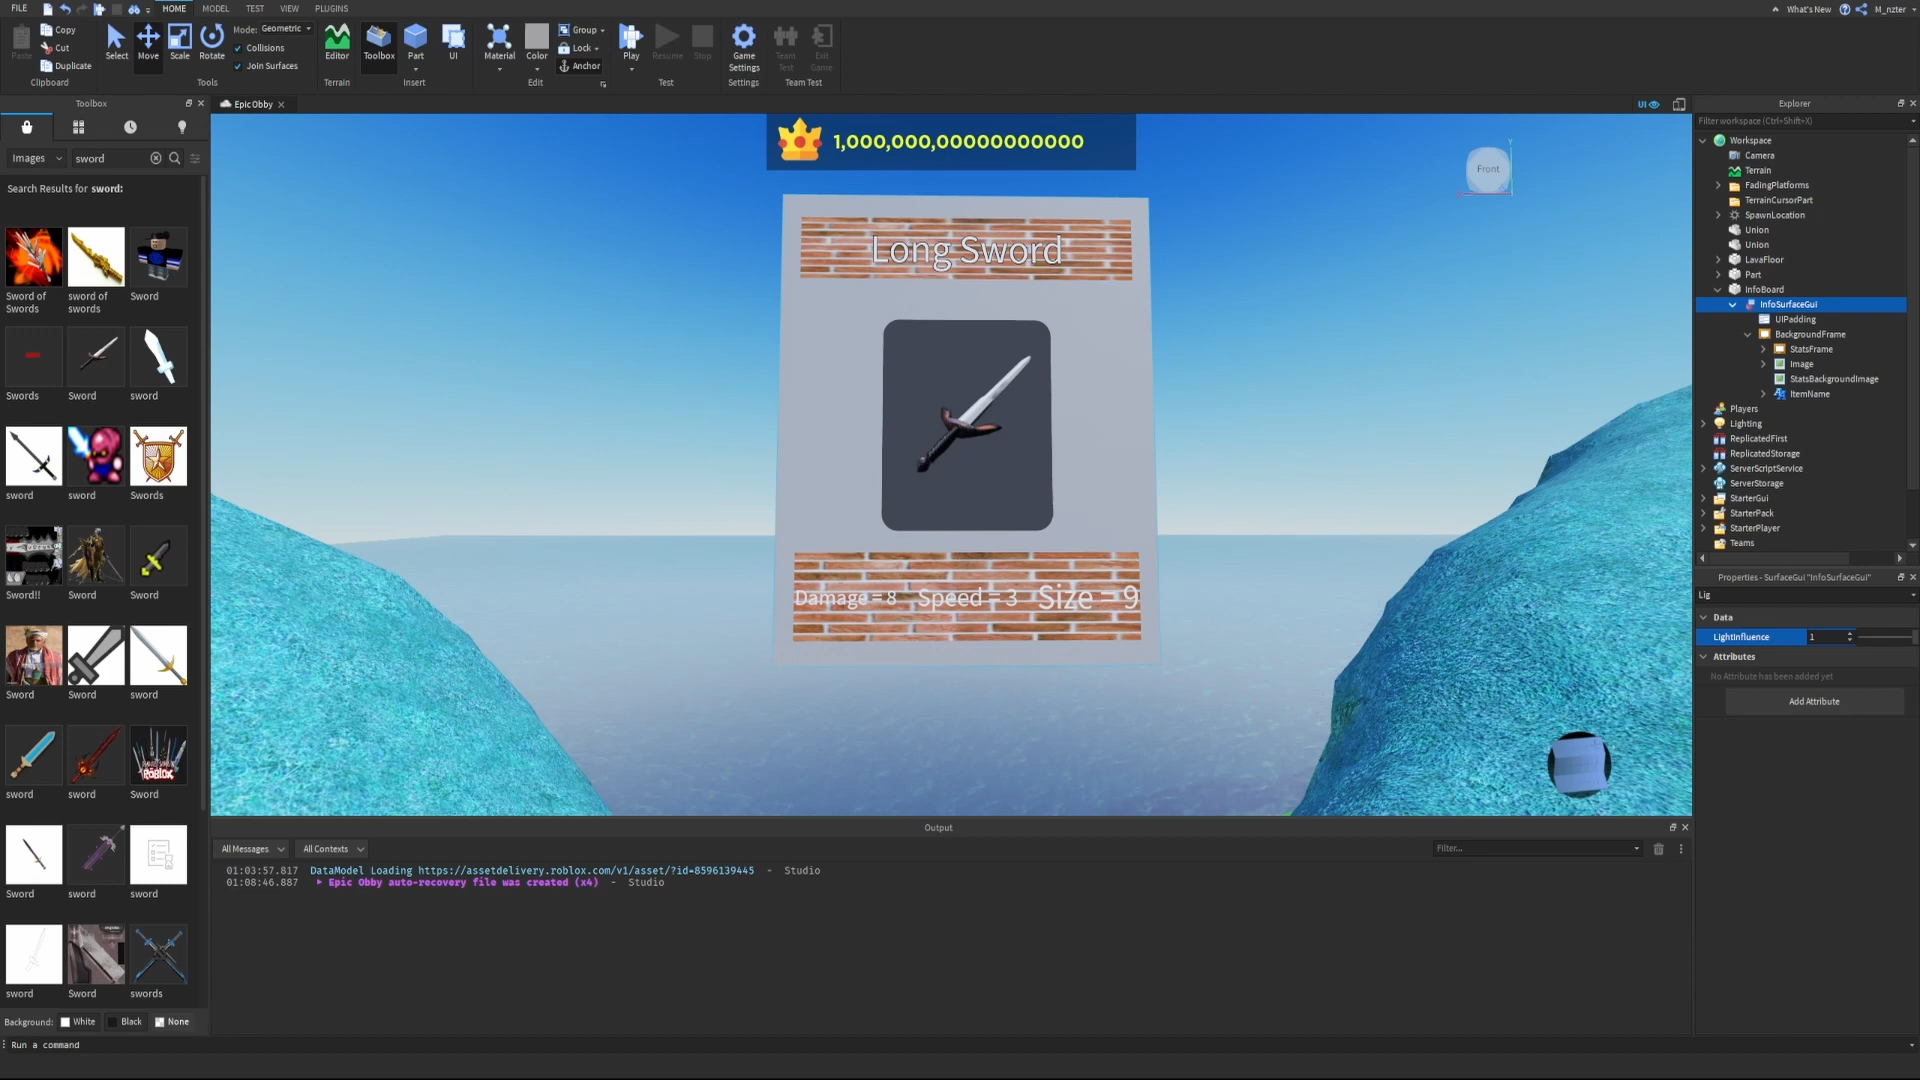 FILE HOME MODEL TEST VIEW PLUGINS What's New M_nzter
Paste Copy Cut Duplicate Clipboard
Select Move Scale Rotate Mode: Geometric Collisions Join Surfaces Tools
Editor Terrain
Toolbox Part UI Insert
Material Color Group Lock Anchor Edit
Play Resume Stop Test
Game Settings Settings
Team Test Exit Game Team Test
Toolbox
Images sword
Search Results for sword:
Sword of Swords
sword of swords
Sword
Swords Sword sword
sword sword Swords
Sword!! Sword Sword
Sword Sword sword
sword sword Sword
Sword sword sword
sword Sword swords
Background: White Black None
Run a command
EpicObby
UI
1,000,000,00000000000
Front
Long Sword
Damage = 8 Speed = 3 Size = 9
Output
All Messages All Contexts Filter...
01:03:57.817 DataModel Loading https://assetdelivery.roblox.com/v1/asset/?id=8596139445 - Studio
01:08:46.887 Epic Obby auto-recovery file was created (x4) - Studio
Explorer
Filter workspace (Ctrl+Shift+X)
Workspace
Camera
Terrain
FadingPlatforms
TerrainCursorPart
SpawnLocation
Union
Union
LavaFloor
Part
InfoBoard
InfoSurfaceGui
UIPadding
BackgroundFrame
StatsFrame
Image
StatsBackgroundImage
ItemName
Players
Lighting
ReplicatedFirst
ReplicatedStorage
ServerScriptService
ServerStorage
StarterGui
StarterPack
StarterPlayer
Teams
Properties - SurfaceGui "InfoSurfaceGui"
Lig
Data
LightInfluence 1
Attributes
No Attribute has been added yet
Add Attribute